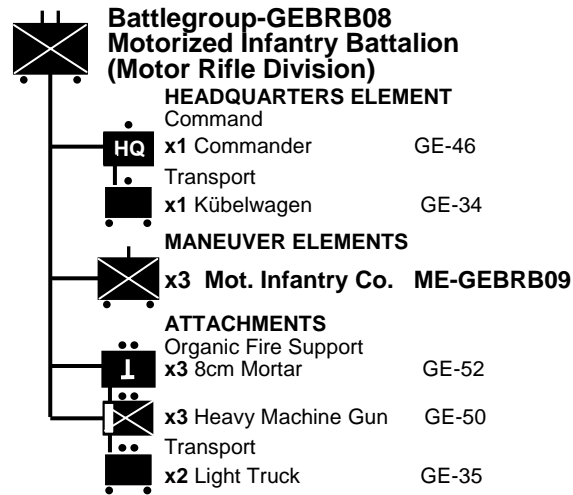 Battlegroup-GEBRB08
Motorized Infantry Battalion
(Motor Rifle Division)
HEADQUARTERS ELEMENT
Command
HQ x1 Commander GE-46
Transport
x1 Kübelwagen GE-34
MANEUVER ELEMENTS
x3 Mot. Infantry Co. ME-GEBRB09
ATTACHMENTS
Organic Fire Support
x3 8cm Mortar GE-52
x3 Heavy Machine Gun GE-50
Transport
x2 Light Truck GE-35